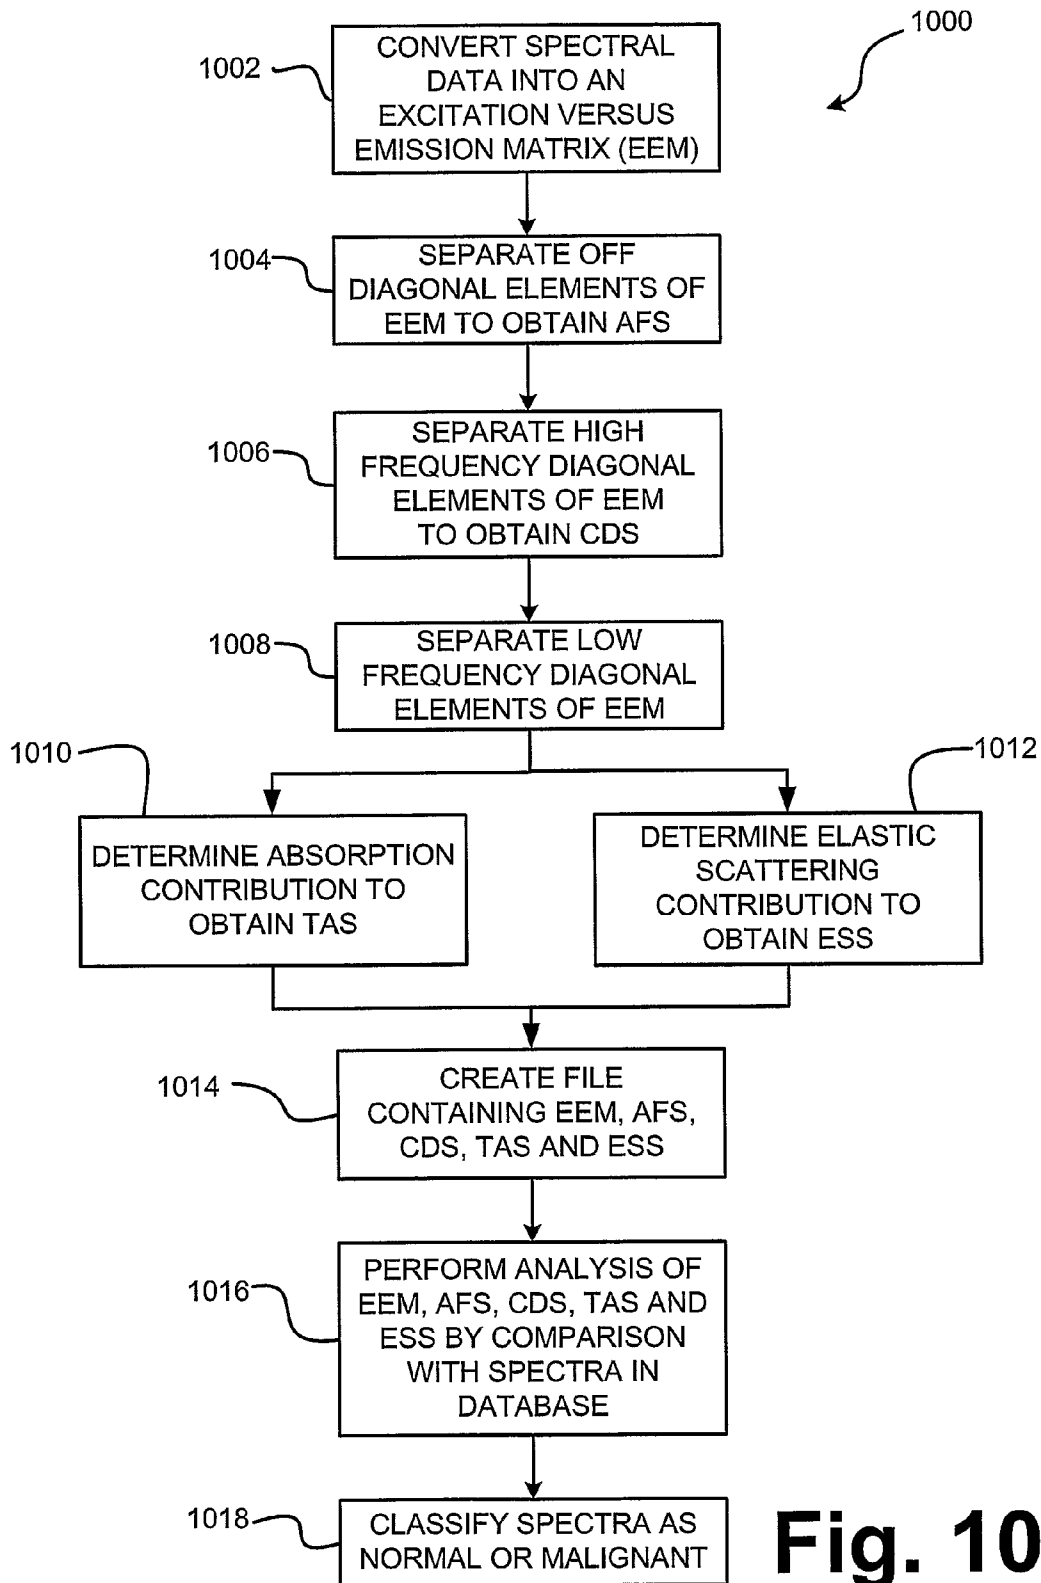 1000
1002
CONVERT SPECTRAL
DATA INTO AN
EXCITATION VERSUS
EMISSION MATRIX (EEM)
1004
SEPARATE OFF
DIAGONAL ELEMENTS OF
EEM TO OBTAIN AFS
1006
SEPARATE HIGH
FREQUENCY DIAGONAL
ELEMENTS OF EEM
TO OBTAIN CDS
1008
SEPARATE LOW
FREQUENCY DIAGONAL
ELEMENTS OF EEM
1010
DETERMINE ABSORPTION
CONTRIBUTION TO
OBTAIN TAS
1012
DETERMINE ELASTIC
SCATTERING
CONTRIBUTION TO
OBTAIN ESS
1014
CREATE FILE
CONTAINING EEM, AFS,
CDS, TAS AND ESS
1016
PERFORM ANALYSIS OF
EEM, AFS, CDS, TAS AND
ESS BY COMPARISON
WITH SPECTRA IN
DATABASE
1018
CLASSIFY SPECTRA AS
NORMAL OR MALIGNANT
Fig. 10